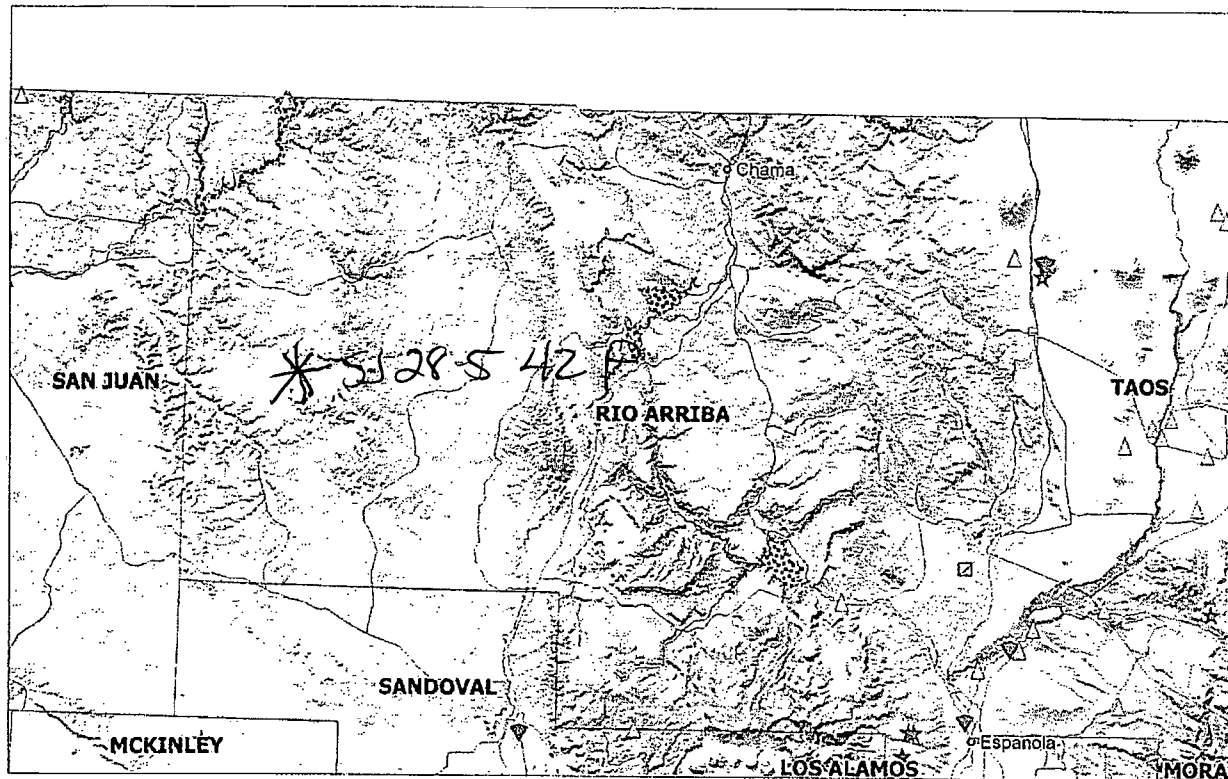 Chama
SAN JUAN
* SJ 28-5 42 P
RIO ARRIBA
TAOS
SANDOVAL
MCKINLEY
Espanola
LOS ALAMOS
MORA